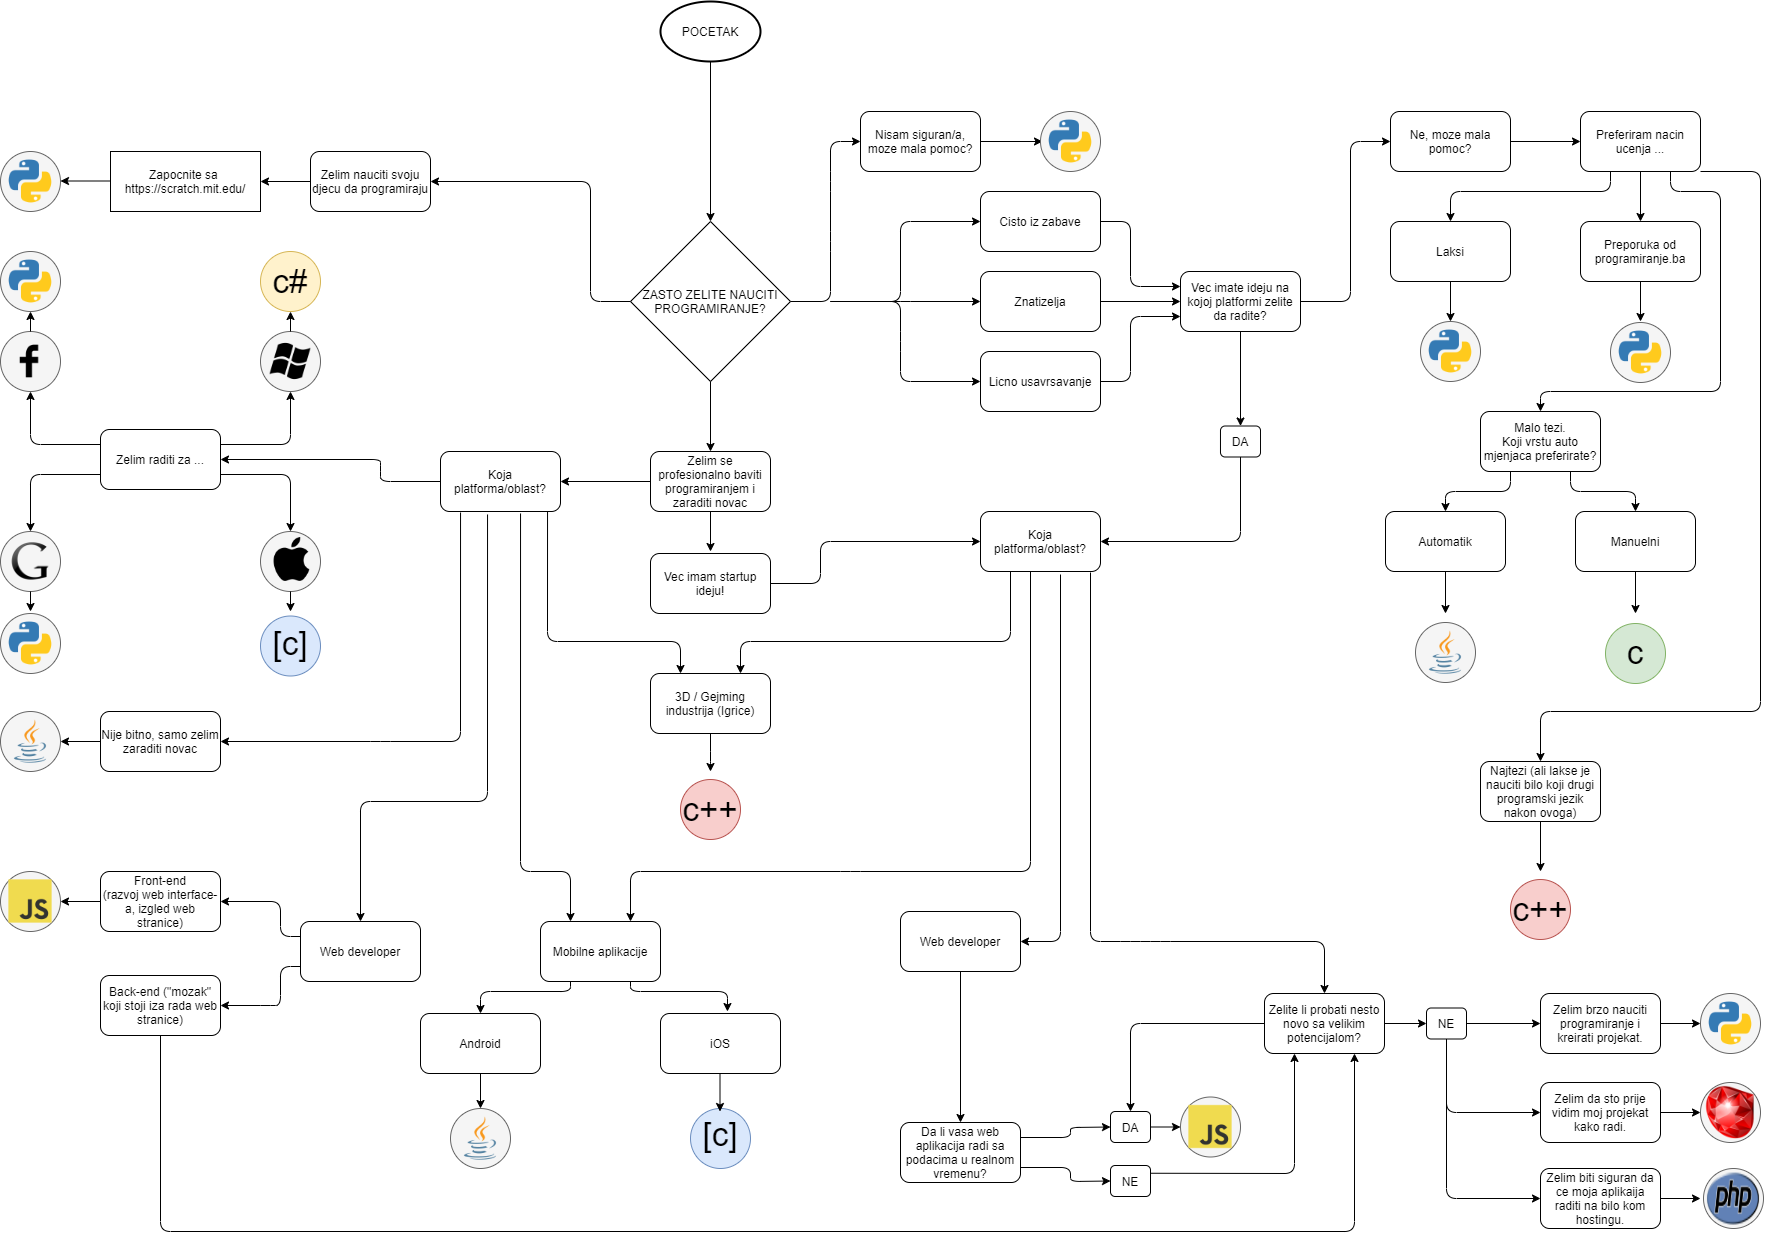 POCETAK
Nisam siguran/a,
moze mala pomoc?
Ne, moze mala
pomoc?
Preferiram nacin
ucenja ...
Zapocnite sa
https://scratch.mit.edu/
Zelim nauciti svoju
djecu da programiraju
Cisto iz zabave
Laksi
Preporuka od
programiranje.ba
c#
ZASTO ZELITE NAUCITI
PROGRAMIRANJE?
Znatizelja
Vec imate ideju na
kojoj platformi zelite
da radite?
f
Licno usavrsavanje
Malo tezi.
Koji vrstu auto
mjenjaca preferirate?
DA
Zelim raditi za ...
Koja
platforma/oblast?
Zelim se
profesionalno baviti
programiranjem i
zaraditi novac
Koja
platforma/oblast?
Automatik
Manuelni
G
Vec imam startup
ideju!
[c]
c
3D / Gejming
industrija (Igrice)
Nije bitno, samo zelim
zaraditi novac
c++
Najtezi (ali lakse je
nauciti bilo koji drugi
programski jezik
nakon ovoga)
c++
JS
Front-end
(razvoj web interface-
a, izgled web
stranice)
Web developer
Mobilne aplikacije
Web developer
Back-end ("mozak"
koji stoji iza rada web
stranice)
Android
iOS
Zelite li probati nesto
novo sa velikim
potencijalom?
NE
Zelim brzo nauciti
programiranje i
kreirati projekat.
[c]
Da li vasa web
aplikacija radi sa
podacima u realnom
vremenu?
DA
JS
Zelim da sto prije
vidim moj projekat
kako radi.
NE
Zelim biti siguran da
ce moja aplikaija
raditi na bilo kom
hostingu.
php